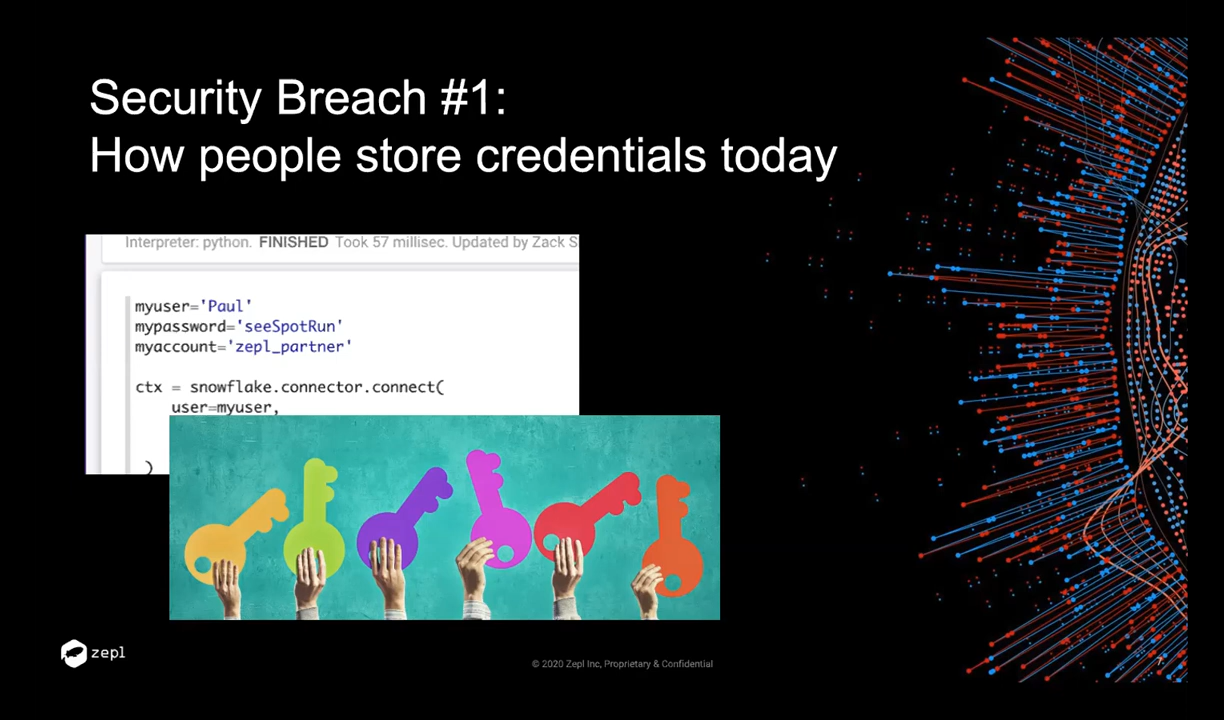 Security Breach #1:
How people store credentials today
Interpreter: python. FINISHED Took 57 millisec. Updated by Zack S
myuser='Paul'
mypassword='seeSpotRun'
myaccount='zepl_partner'
ctx = snowflake.connector.connect(
user=myuser,
)
zepl
© 2020 Zepl Inc, Proprietary & Confidential
7